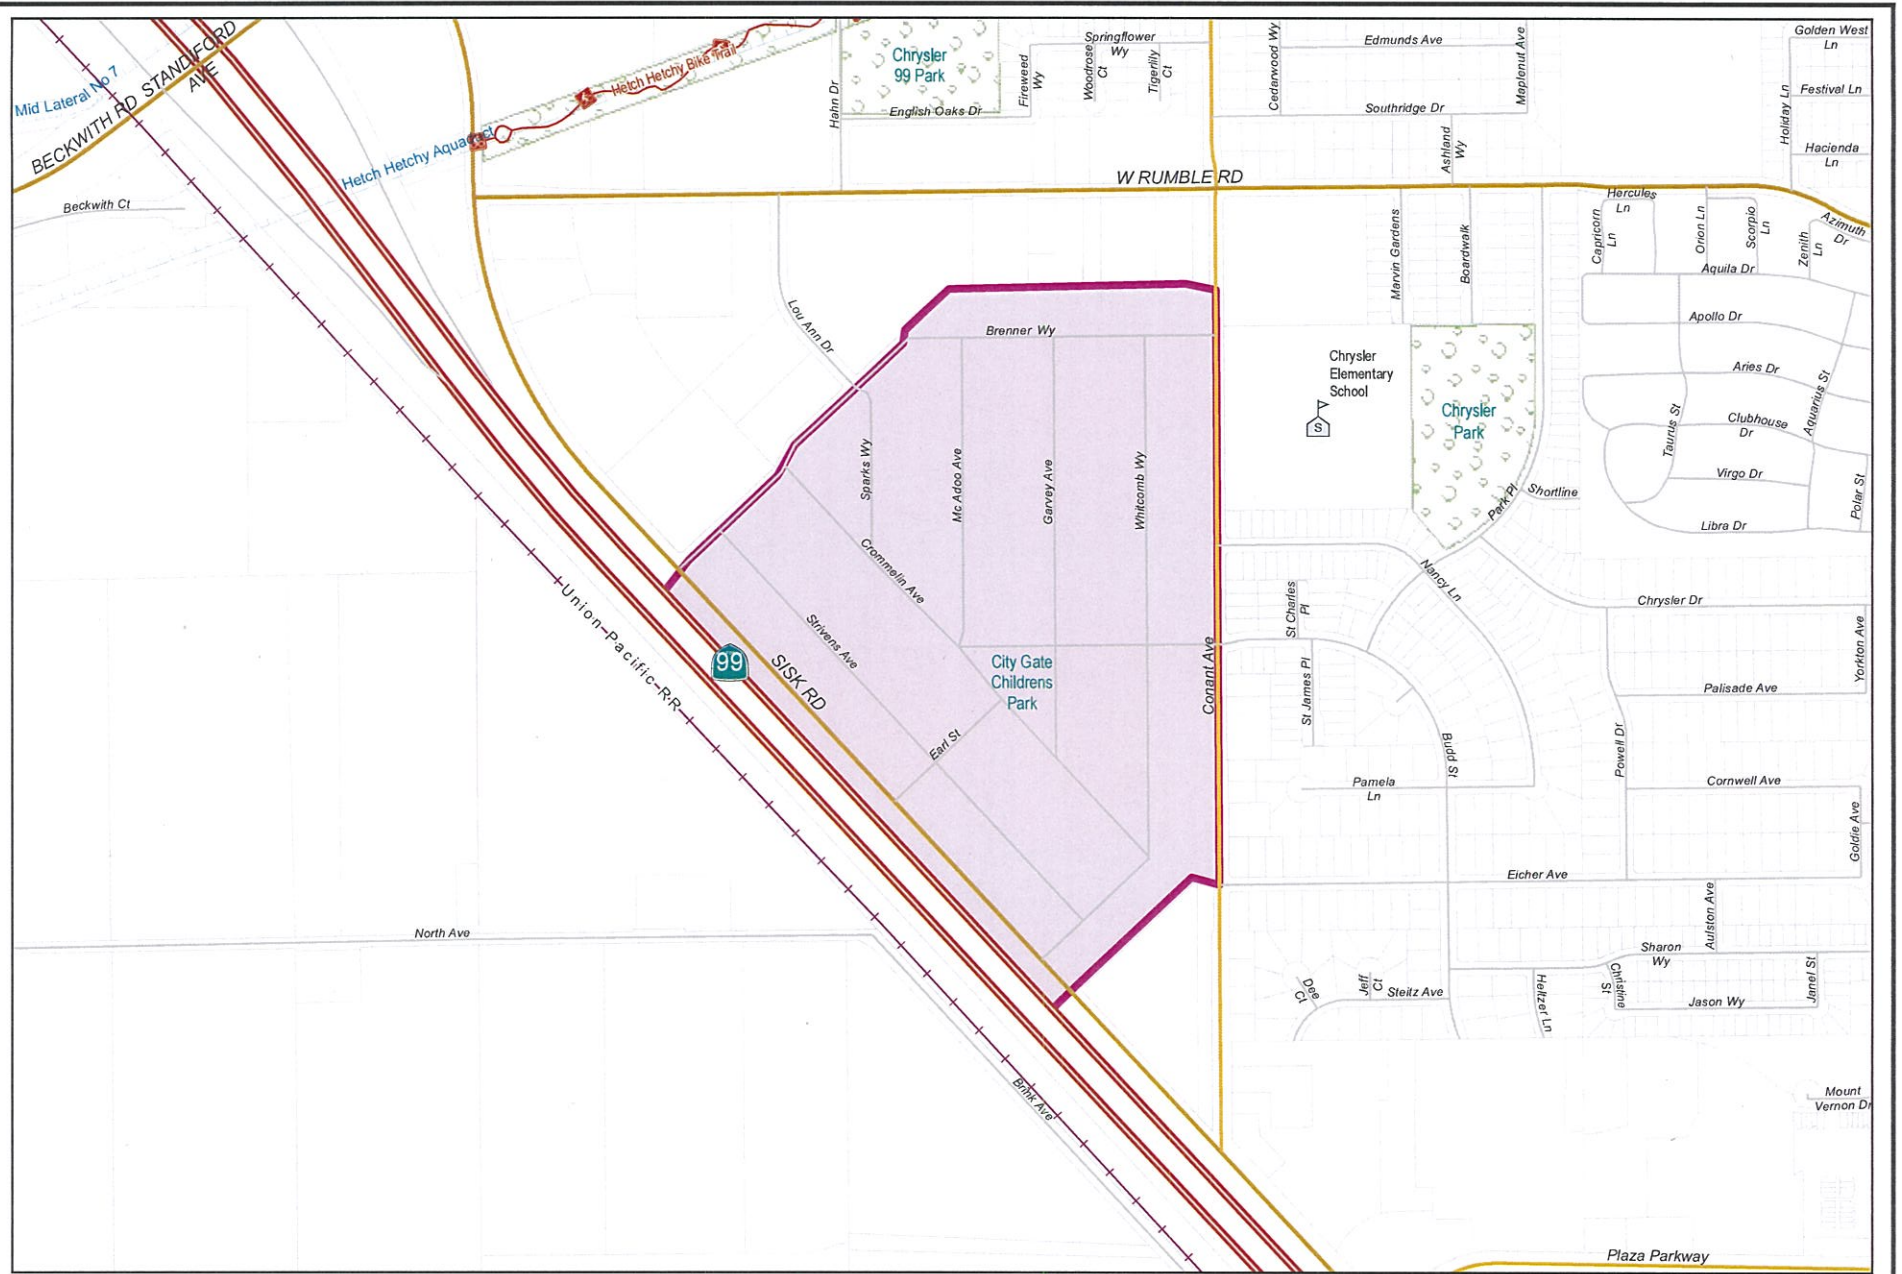 BECKWITH RD STANDIFORD
AVE
Mid Lateral No 7
Hetch Hetchy Aquaduct
Hetch Hetchy Bike Trail
Chrysler
99 Park
Hahn Dr
English Oaks Dr
Fireweed
Wy
Springflower
Wy
Woodrose
Ct
Tigerlily
Ct
Cedarwood Wy
Edmunds Ave
Maplenut Ave
Southridge Dr
Ashland
Wy
Golden West
Ln
Festival Ln
Holiday Ln
Hacienda
Ln
Beckwith Ct
W RUMBLE RD
Marvin Gardens
Boardwalk
Hercules
Ln
Capricorn
Ln
Orion Ln
Scorpio
Ln
Zenith
Ln
Azimuth
Dr
Aquila Dr
Apollo Dr
Aries Dr
Clubhouse
Dr
Taurus St
Aquarius St
Virgo Dr
Polar St
Libra Dr
Lou Ann Dr
Brenner Wy
Sparks Wy
Mc Adoo Ave
Garvey Ave
Whitcomb Wy
Chrysler
Elementary
School
S
Chrysler
Park
Park Pl
Shortline
Crommelin Ave
Strivens Ave
City Gate
Childrens
Park
Earl St
Conant Ave
Union Pacific RR
99
SISK RD
Nancy Ln
St Charles
Pl
St James Pl
Chrysler Dr
Yorkton Ave
Palisade Ave
Powell Dr
Budd St
Pamela
Ln
Cornwell Ave
Goldie Ave
Eicher Ave
Aulston Ave
Sharon
Wy
North Ave
Dee
Ct
Jeff
Ct
Steitz Ave
Heltzer Ln
Christine
St
Jason Wy
Janel St
Brink Ave
Mount
Vernon Dr
Plaza Parkway